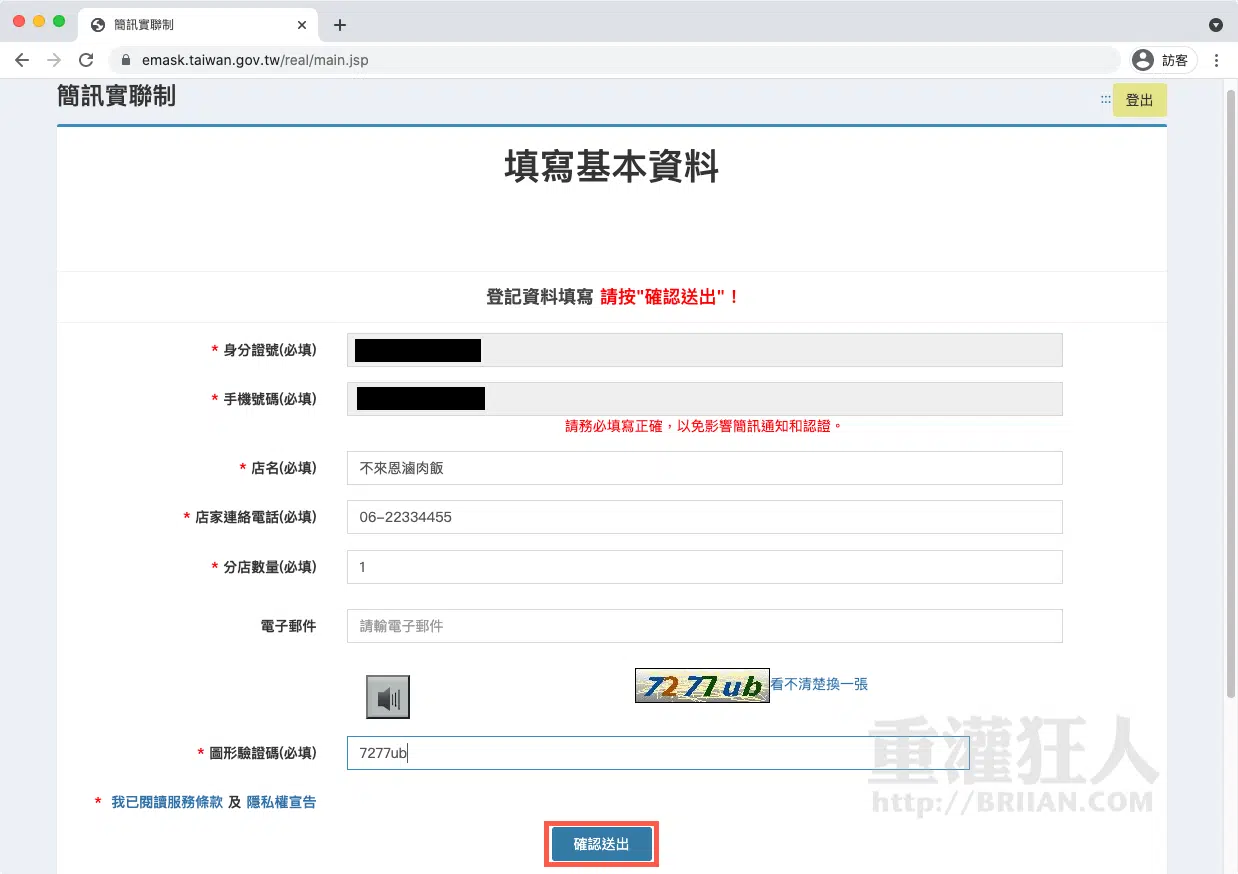 簡訊實聯制
emask.taiwan.gov.tw/real/main.jsp
訪客
簡訊實聯制
::: 登出
填寫基本資料
登記資料填寫 請按"確認送出"！
* 身分證號(必填)
* 手機號碼(必填)
請務必填寫正確，以免影響簡訊通知和認證。
* 店名(必填) 不來恩滷肉飯
* 店家連絡電話(必填) 06-22334455
* 分店數量(必填) 1
電子郵件 請輸電子郵件
7277ub 看不清楚換一張
* 圖形驗證碼(必填) 7277ub
* 我已閱讀服務條款 及 隱私權宣告
確認送出
重灌狂人
http://BRIIAN.COM